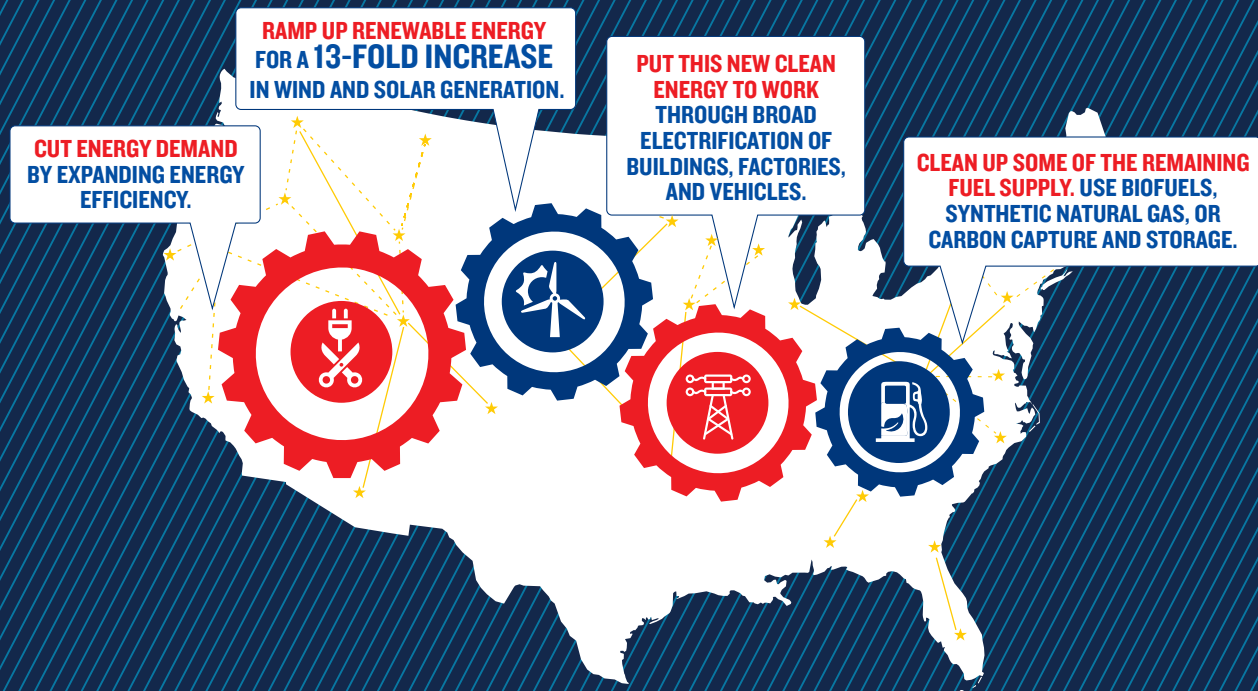 CUT ENERGY DEMAND
BY EXPANDING ENERGY
EFFICIENCY.
RAMP UP RENEWABLE ENERGY
FOR A 13-FOLD INCREASE
IN WIND AND SOLAR GENERATION.
PUT THIS NEW CLEAN
ENERGY TO WORK
THROUGH BROAD
ELECTRIFICATION OF
BUILDINGS, FACTORIES,
AND VEHICLES.
CLEAN UP SOME OF THE REMAINING
FUEL SUPPLY. USE BIOFUELS,
SYNTHETIC NATURAL GAS, OR
CARBON CAPTURE AND STORAGE.